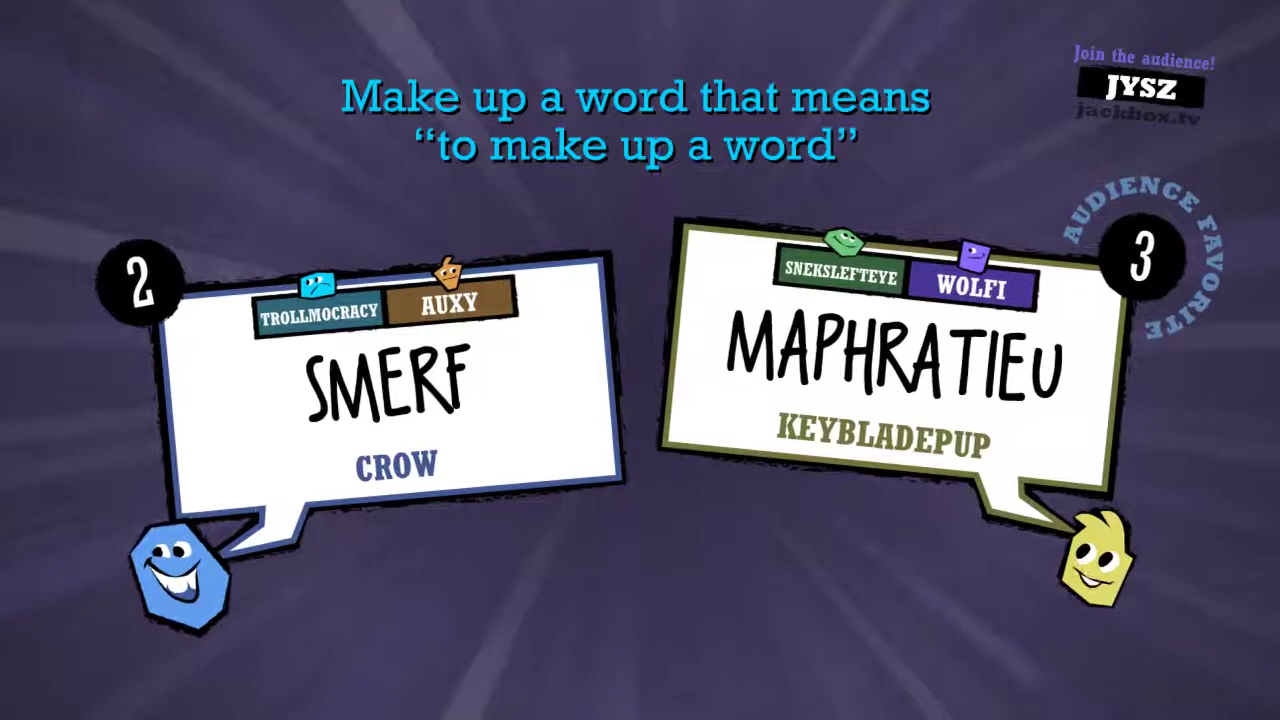 Join the audience!
JYSZ
jackbox.tv
Make up a word that means
“to make up a word”
AUDIENCE FAVORITE
2
TROLLMOCRACY AUXY
SMERF
CROW
3
SNEKSLEFTEYE WOLFI
MAPHRATIEU
KEYBLADEPUP